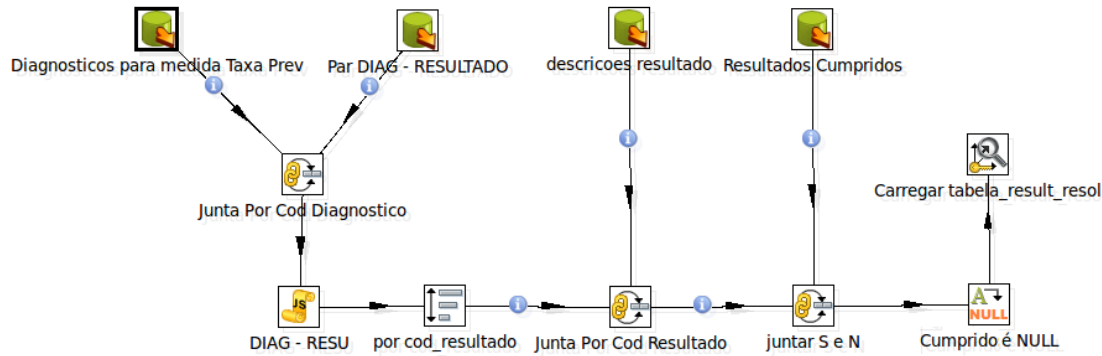 Diagnosticos para medida Taxa Prev
Par DIAG - RESULTADO
descricoes resultado
Resultados Cumpridos
Junta Por Cod Diagnostico
Carregar tabela_result_resol
JS
DIAG - RESU
por cod_resultado
Junta Por Cod Resultado
juntar S e N
A
NULL
Cumprido é NULL